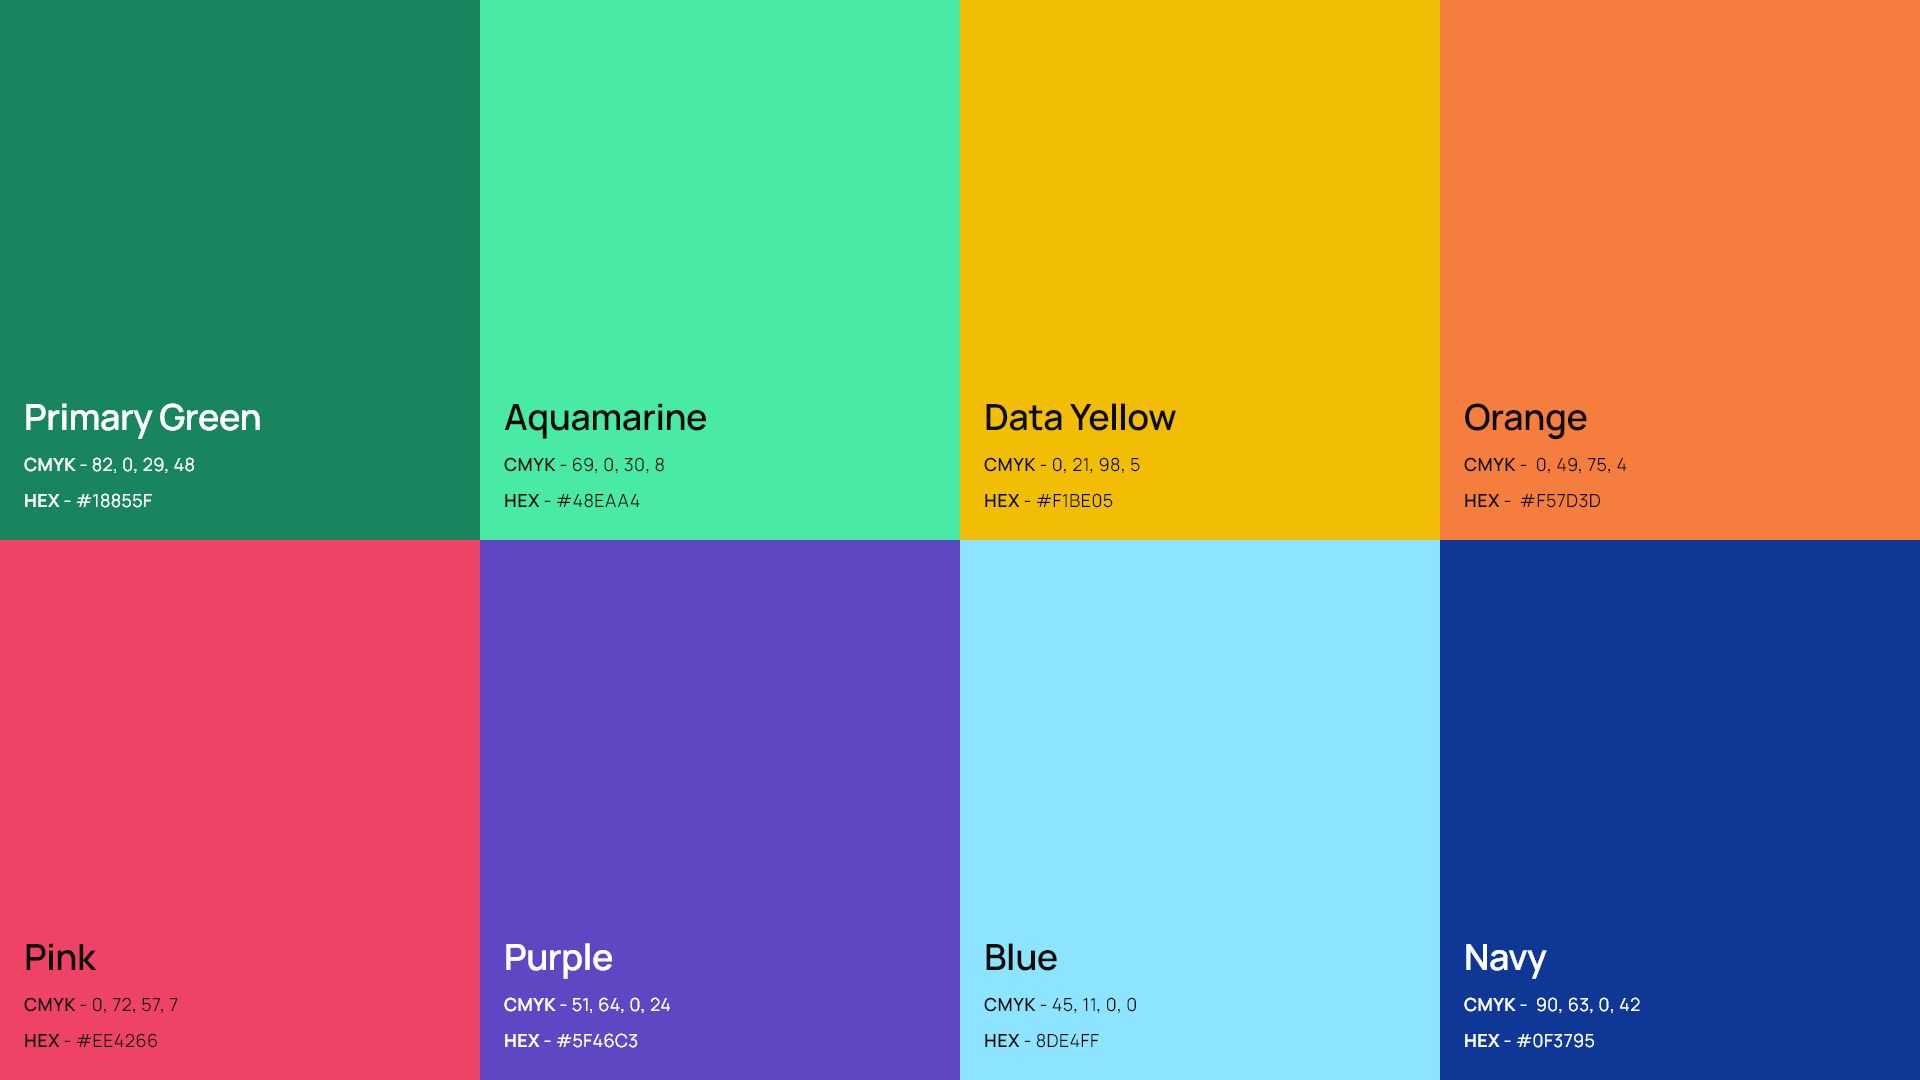 Primary Green
CMYK - 82, 0, 29, 48
HEX - #18855F
Aquamarine
CMYK - 69, 0, 30, 8
HEX - #48EAA4
Data Yellow
CMYK - 0, 21, 98, 5
HEX - #F1BE05
Orange
CMYK -  0, 49, 75, 4
HEX -  #F57D3D
Pink
CMYK - 0, 72, 57, 7
HEX - #EE4266
Purple
CMYK - 51, 64, 0, 24
HEX - #5F46C3
Blue
CMYK - 45, 11, 0, 0
HEX - 8DE4FF
Navy
CMYK -  90, 63, 0, 42
HEX - #0F3795